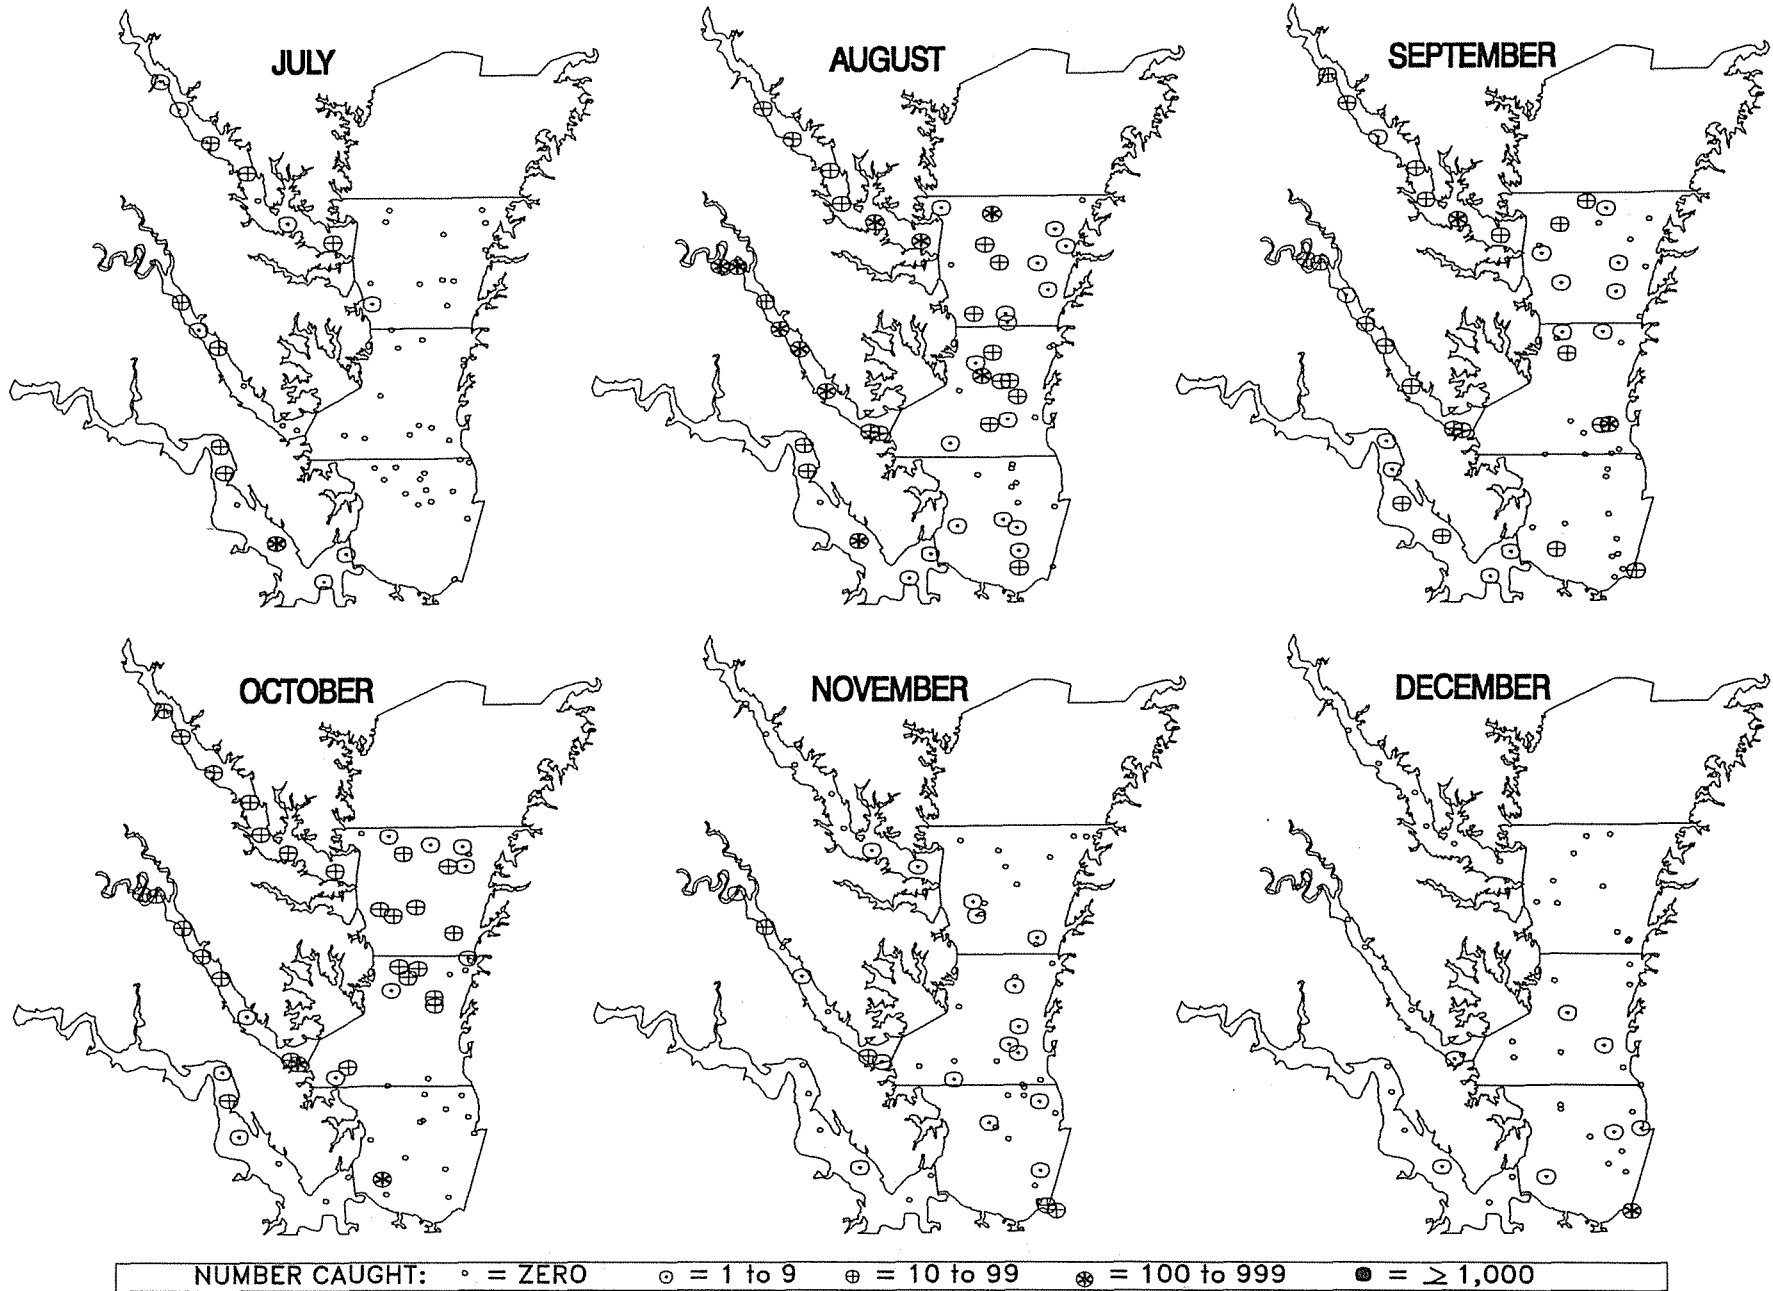 JULY AUGUST SEPTEMBER
OCTOBER NOVEMBER DECEMBER
NUMBER CAUGHT: ∘ = ZERO ⊙ = 1 to 9 ⊕ = 10 to 99 ⊛ = 100 to 999 ● = ≥ 1,000